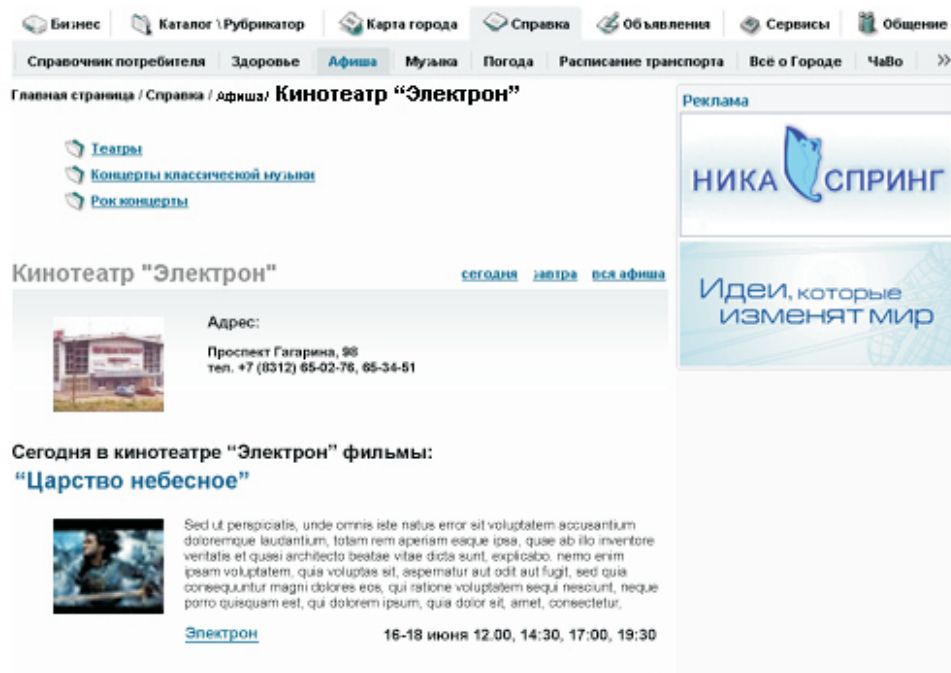 Бизнес Каталог \ Рубрикатор Карта города Справка Объявления Сервисы Общение
Справочник потребителя Здоровье Афиша Музыка Погода Расписание транспорта Всё о Городе ЧаВо »
Главная страница / Справка / Афиша/ Кинотеатр “Электрон”
Реклама
Театры
Концерты классической музыки
Рок концерты
НИКА СПРИНГ
Идеи, которые
изменят мир
Кинотеатр "Электрон" сегодня завтра вся афиша
Адрес:
Проспект Гагарина, 98
тел. +7 (8312) 65-02-76, 65-34-51
Сегодня в кинотеатре “Электрон” фильмы:
“Царство небесное”
Sed ut perspiciatis, unde omnis iste natus error sit voluptatem accusantium
doloremque laudantium, totam rem aperiam eaque ipsa, quae ab illo inventore
veritatis et quasi architecto beatae vitae dicta sunt, explicabo. nemo enim
ipsam voluptatem, quia voluptas sit, aspernatur aut odit aut fugit, sed quia
consequuntur magni dolores eos, qui ratione voluptatem sequi nesciunt, neque
porro quisquam est, qui dolorem ipsum, quia dolor sit, amet, consectetur,
Электрон 16-18 июня 12.00, 14:30, 17:00, 19:30